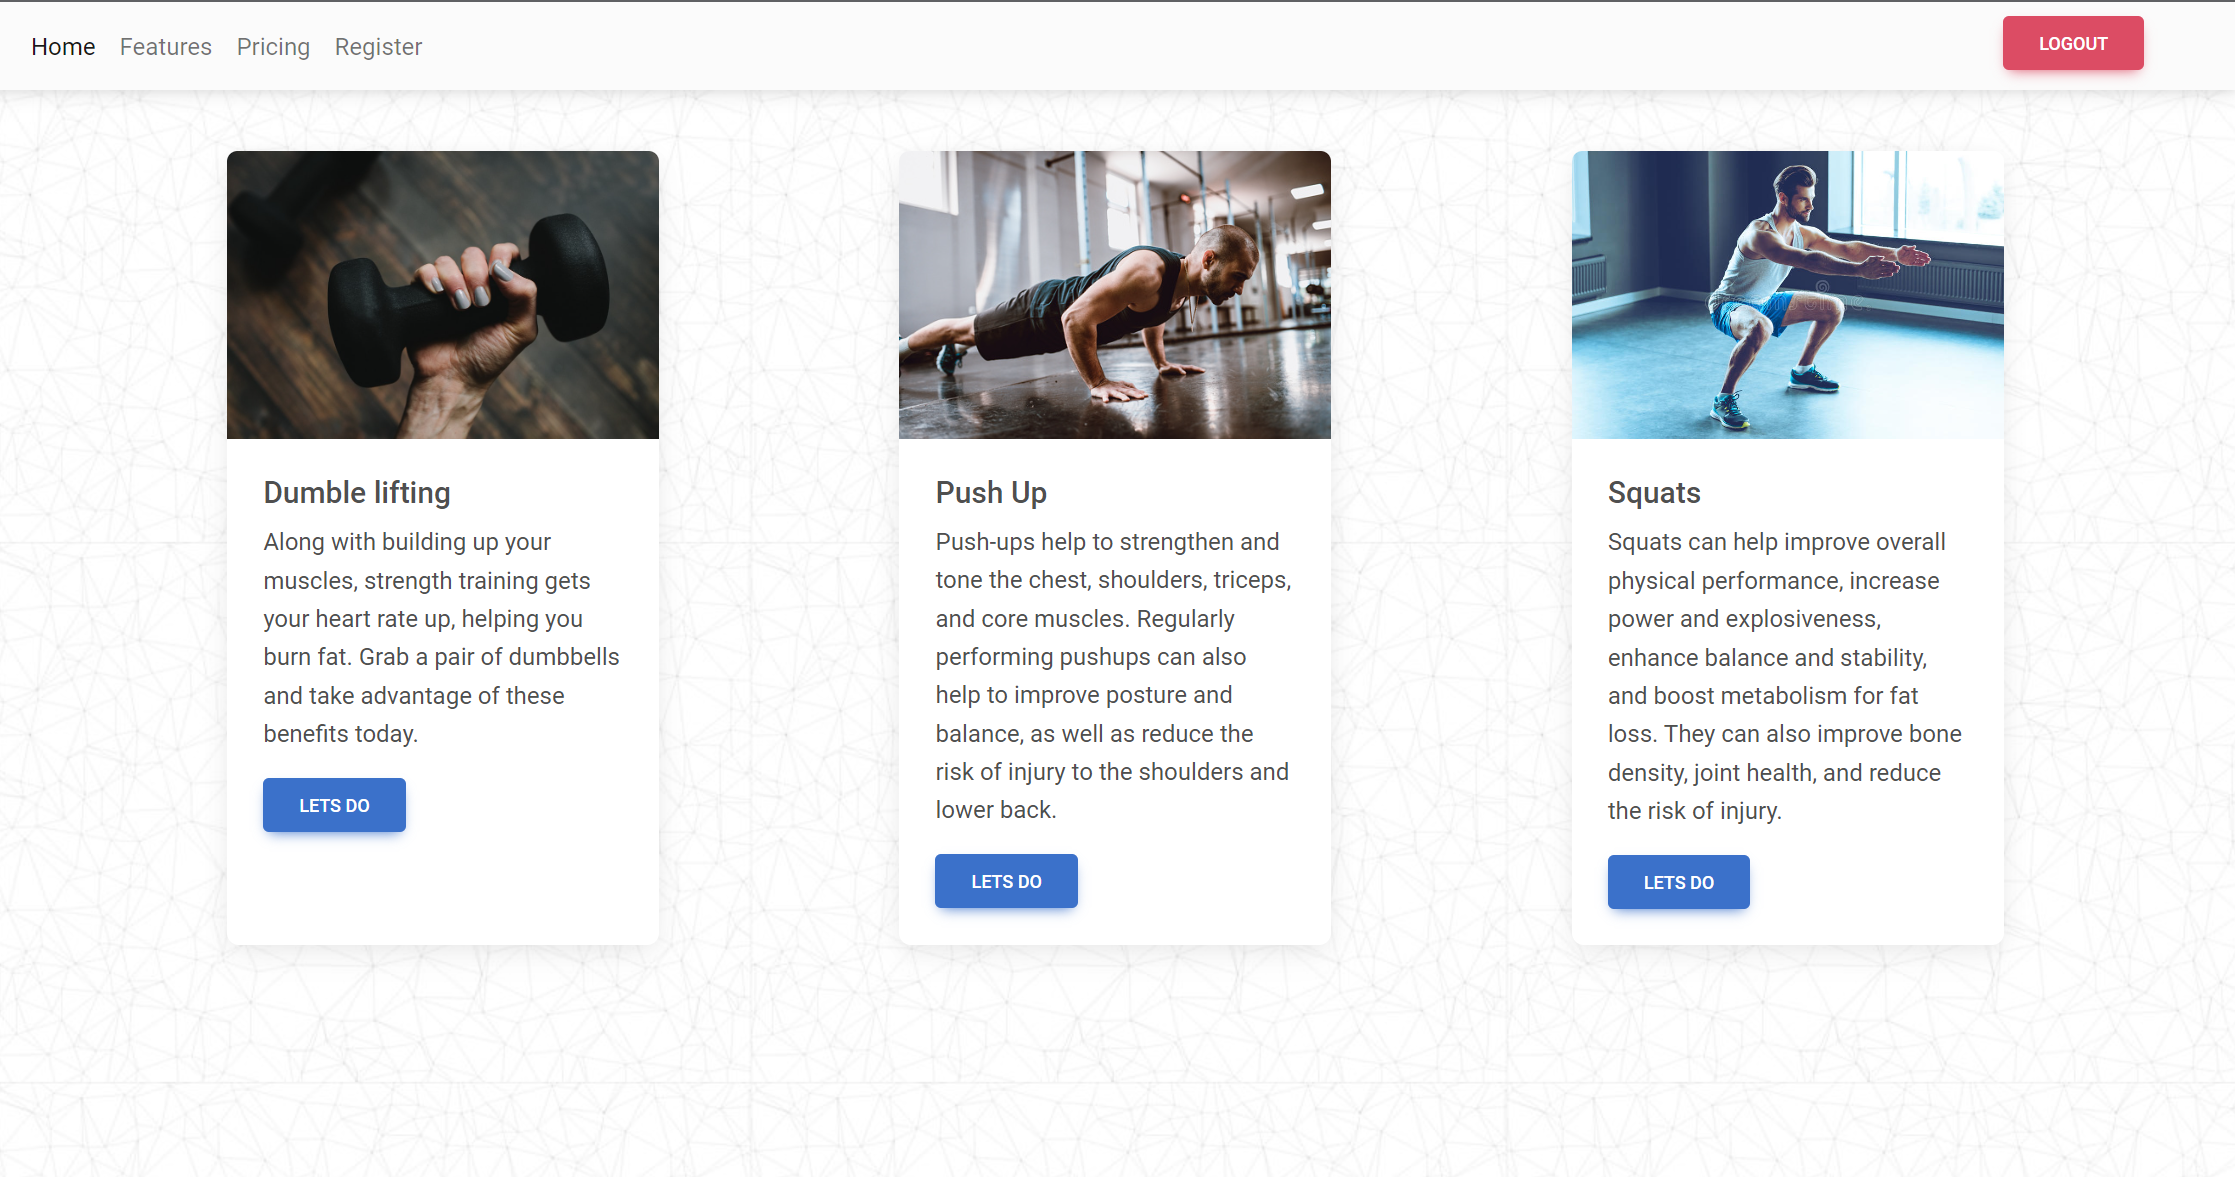 Home Features Pricing Register LOGOUT
Dumble lifting
Along with building up your
muscles, strength training gets
your heart rate up, helping you
burn fat. Grab a pair of dumbbells
and take advantage of these
benefits today.
LETS DO
Push Up
Push-ups help to strengthen and
tone the chest, shoulders, triceps,
and core muscles. Regularly
performing pushups can also
help to improve posture and
balance, as well as reduce the
risk of injury to the shoulders and
lower back.
LETS DO
Squats
Squats can help improve overall
physical performance, increase
power and explosiveness,
enhance balance and stability,
and boost metabolism for fat
loss. They can also improve bone
density, joint health, and reduce
the risk of injury.
LETS DO